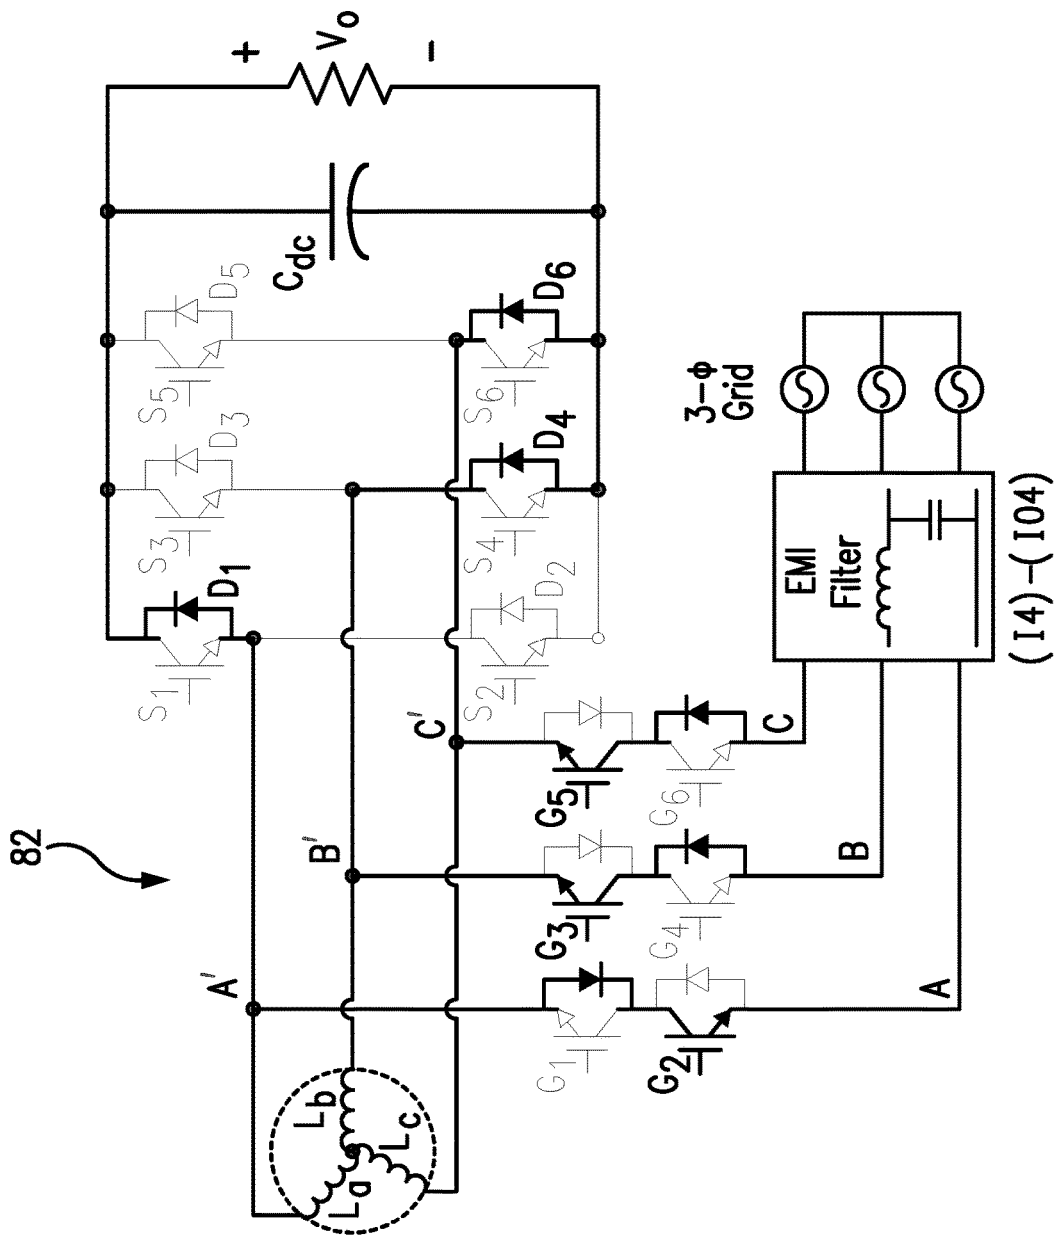 82
A'
B'
C'
La
Lb
Lc
S1
D1
S3
D3
S5
D5
S2
D2
S4
D4
S6
D6
Cdc
+
Vo
-
G1
G2
G3
G4
G5
G6
A
B
C
EMI
Filter
3-ϕ
Grid
(I4)-(I04)